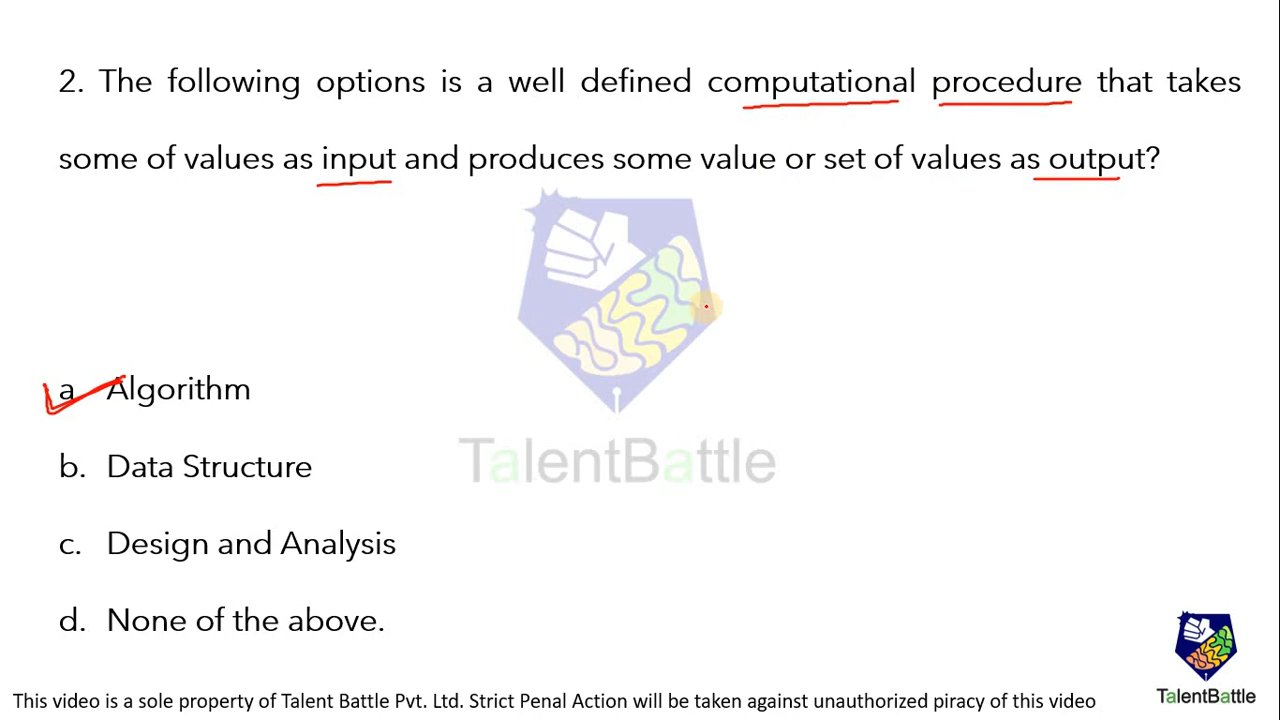 2. The following options is a well defined computational procedure that takes
some of values as input and produces some value or set of values as output?
a. Algorithm
b. Data Structure
c. Design and Analysis
d. None of the above.
TalentBattle
TalentBattle
This video is a sole property of Talent Battle Pvt. Ltd. Strict Penal Action will be taken against unauthorized piracy of this video